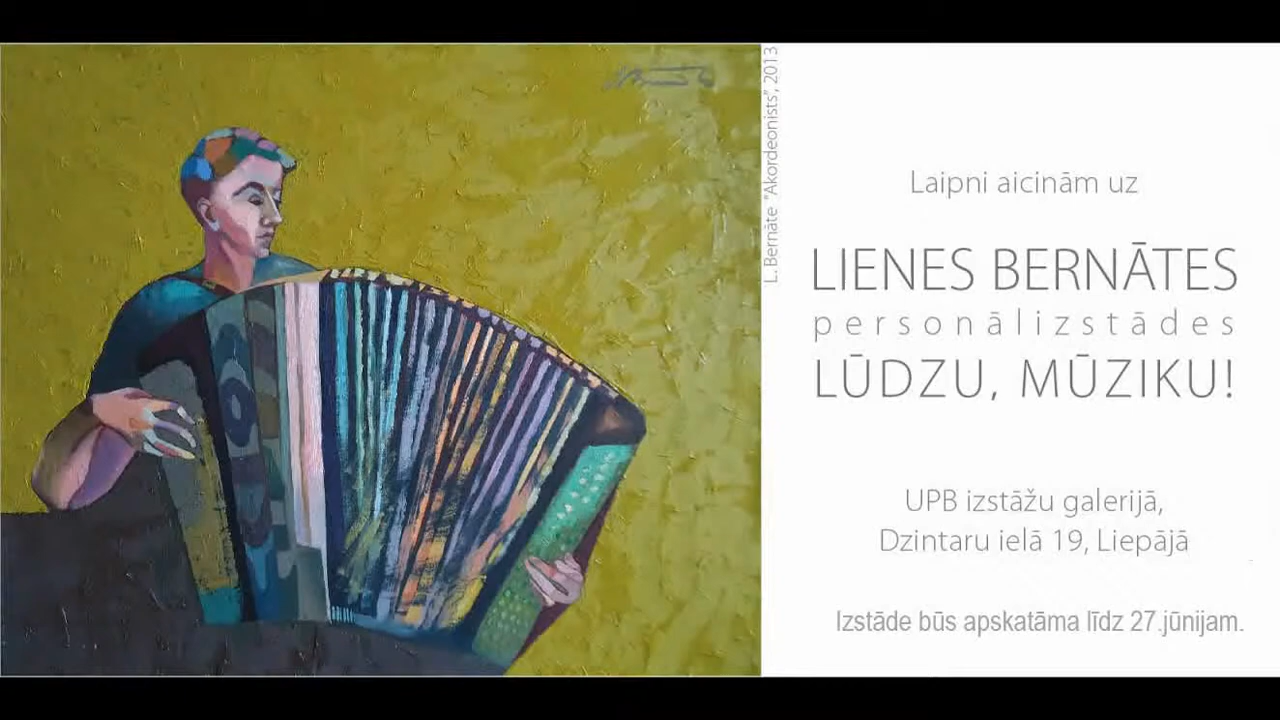 L. Bernāte "Akordeonists", 2013
Laipni aicinām uz
LIENES BERNĀTES
personālizstādes
LŪDZU, MŪZIKU!
UPB izstāžu galerijā,
Dzintaru ielā 19, Liepājā
Izstāde būs apskatāma līdz 27.jūnijam.